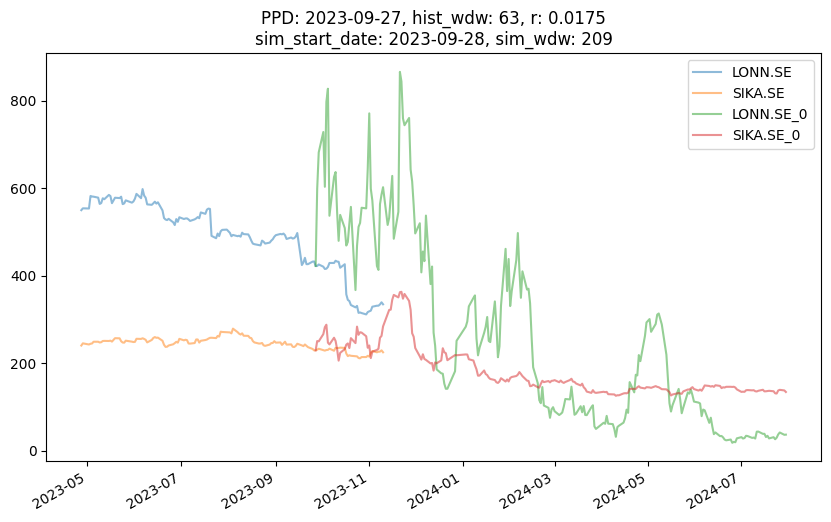 PPD: 2023-09-27, hist_wdw: 63, r: 0.0175
sim_start_date: 2023-09-28, sim_wdw: 209
LONN.SE
SIKA.SE
LONN.SE_0
SIKA.SE_0
800
600
400
200
0
2023-05
2023-07
2023-09
2023-11
2024-01
2024-03
2024-05
2024-07